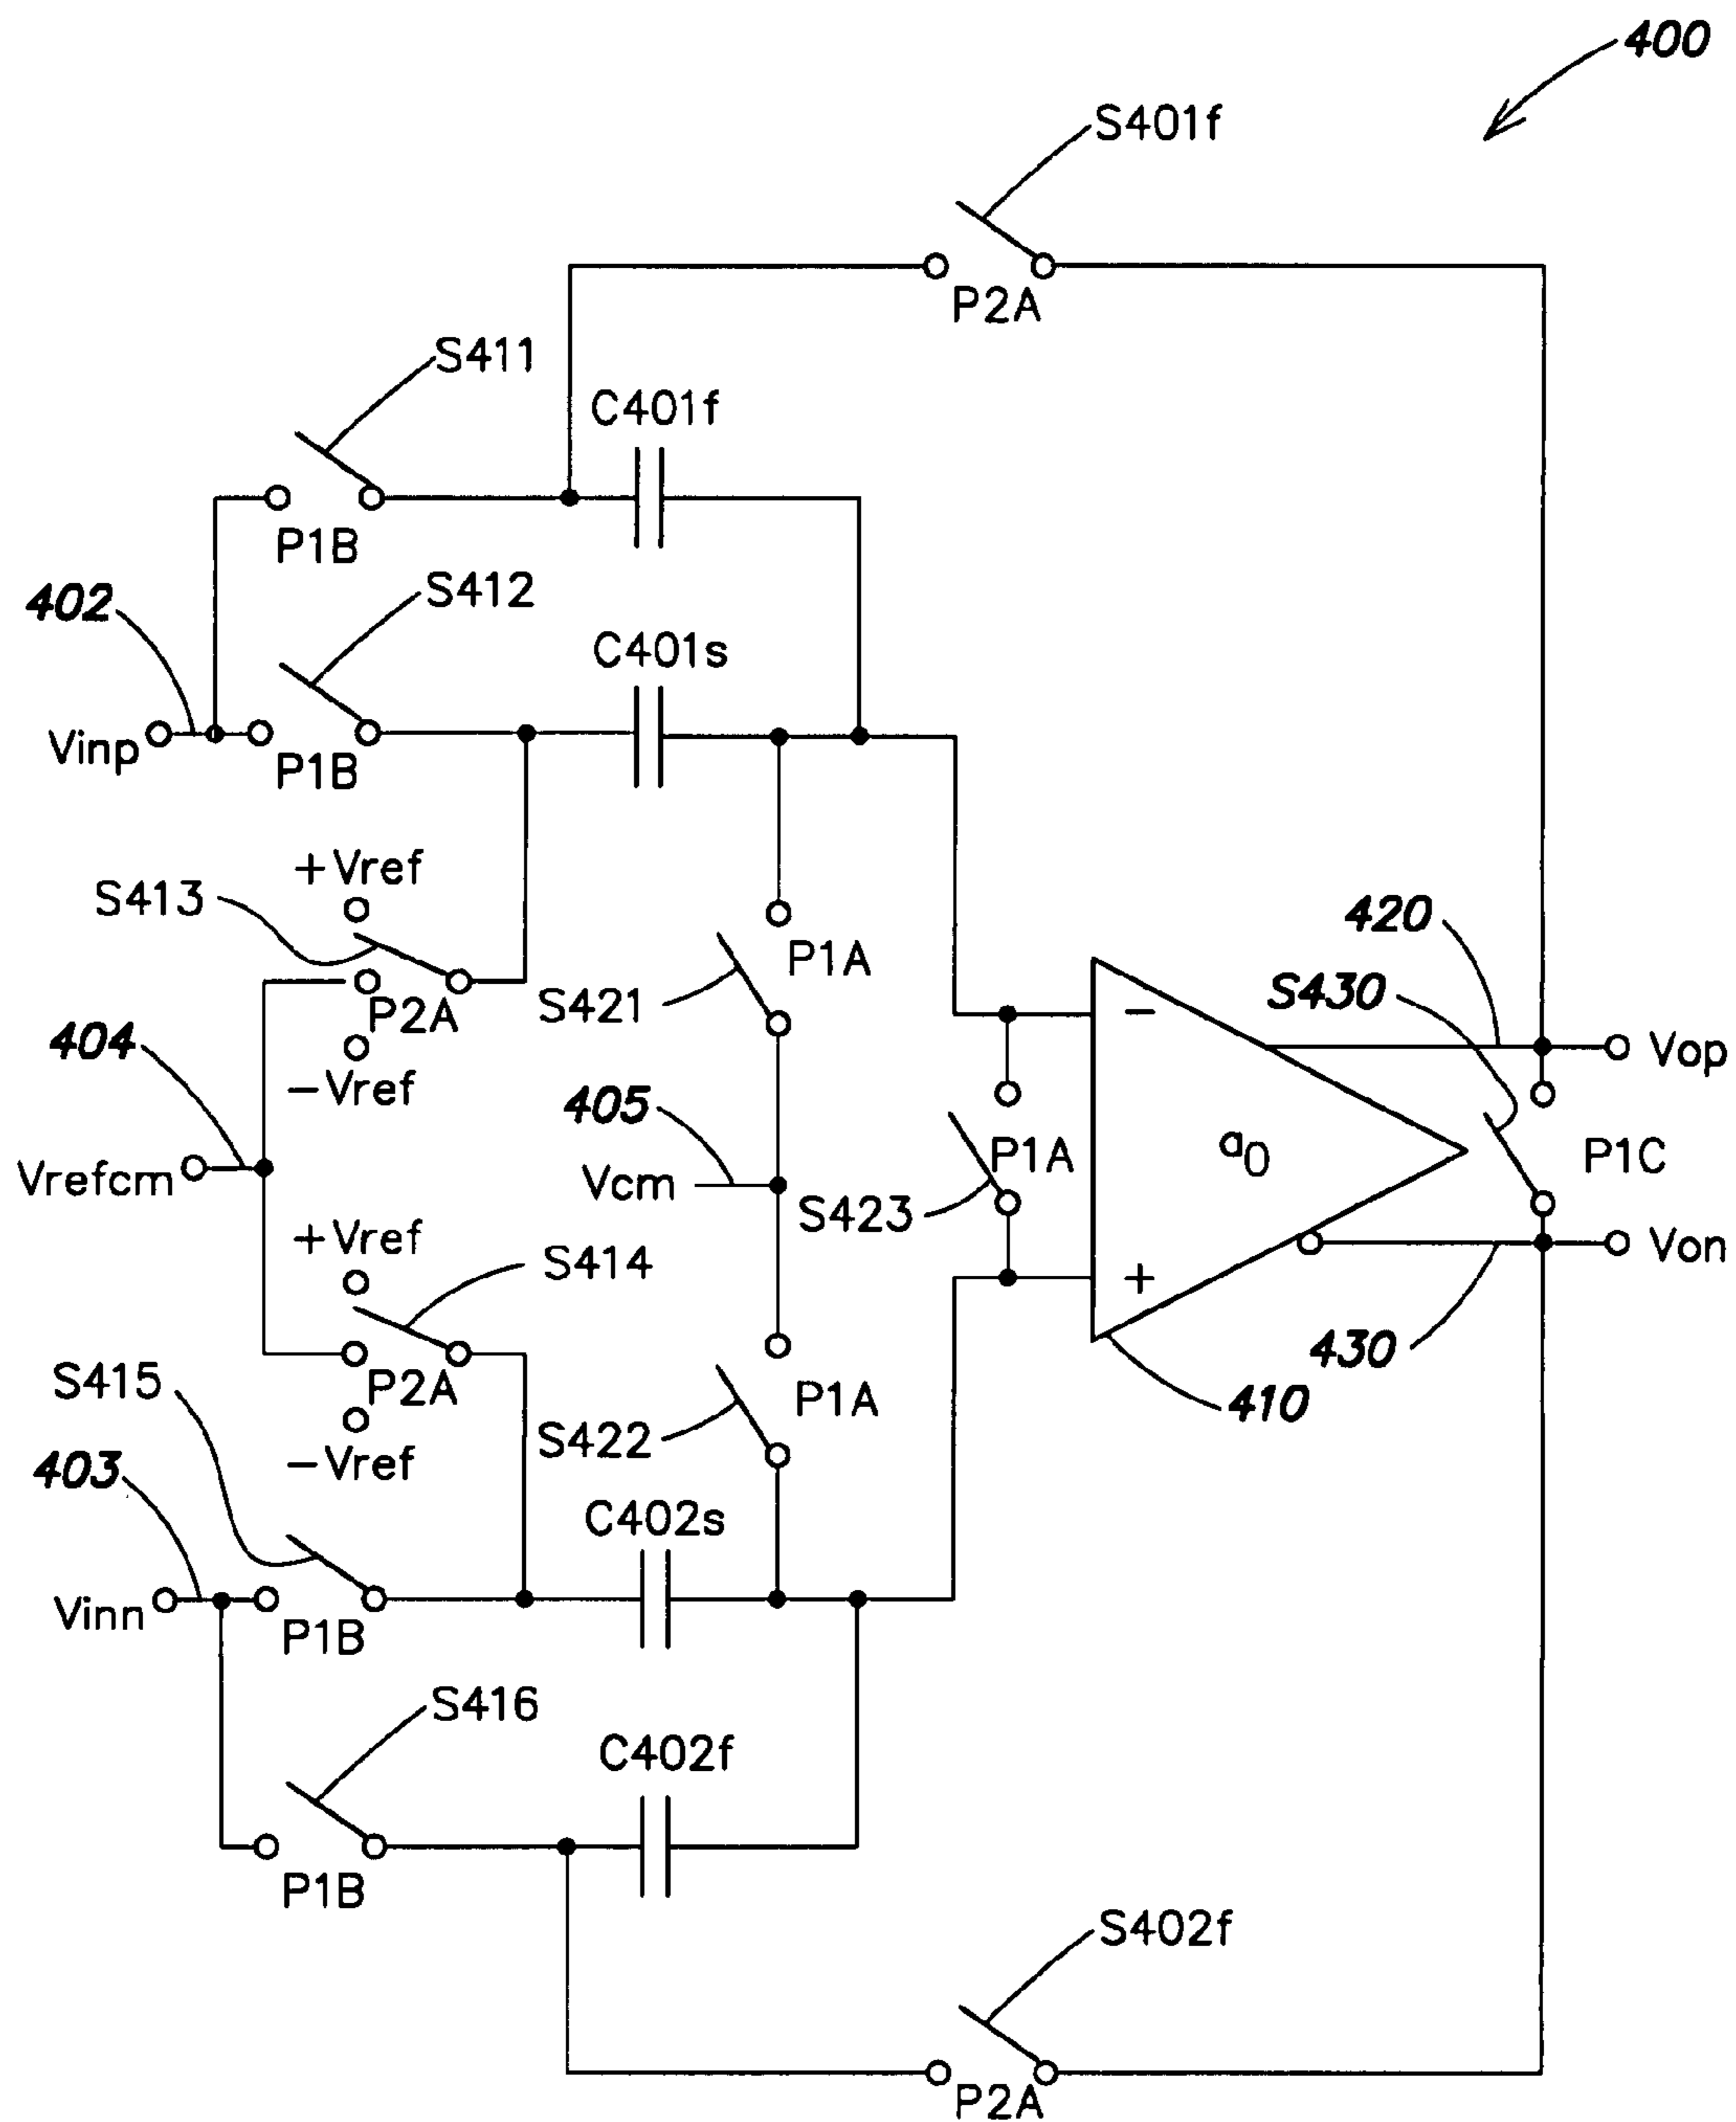 400
S401f
P2A
S411
C401f
P1B
402
S412
C401s
Vinp
P1B
+Vref
S413
P1A
420
P2A
S421
S430
−
404
−Vref
Vop
405
Vrefcm
Vcm
P1A
a0
P1C
S423
+Vref
S414
Von
+
S415
P2A
P1A
430
410
403
−Vref
S422
C402s
Vinn
P1B
S416
C402f
P1B
S402f
P2A